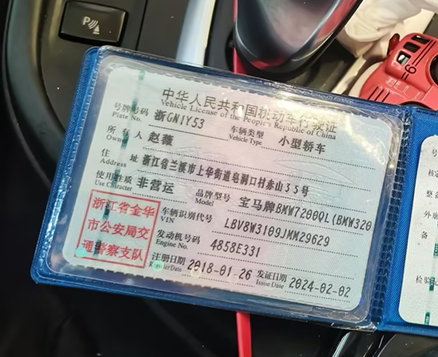 中华人民共和国机动车行驶证
Vehicle License of the People's Republic of China
号牌号码 浙GN1Y53 车辆类型 小型轿车
Plate No. Vehicle Type
所有人 赵薇
Owner
住址 浙江省兰溪市上华街道皂洞口村赤山35号
Address
使用性质 非营运 品牌型号 宝马牌BMW7200QL(BMW320
Use Character Model
浙江省金华 车辆识别代号 LBV8W3109JMM29629
VIN
市公安局交 发动机号码 4858E331
Engine No.
通警察支队 注册日期 2018-01-26 发证日期 2024-02-02
Register Date Issue Date